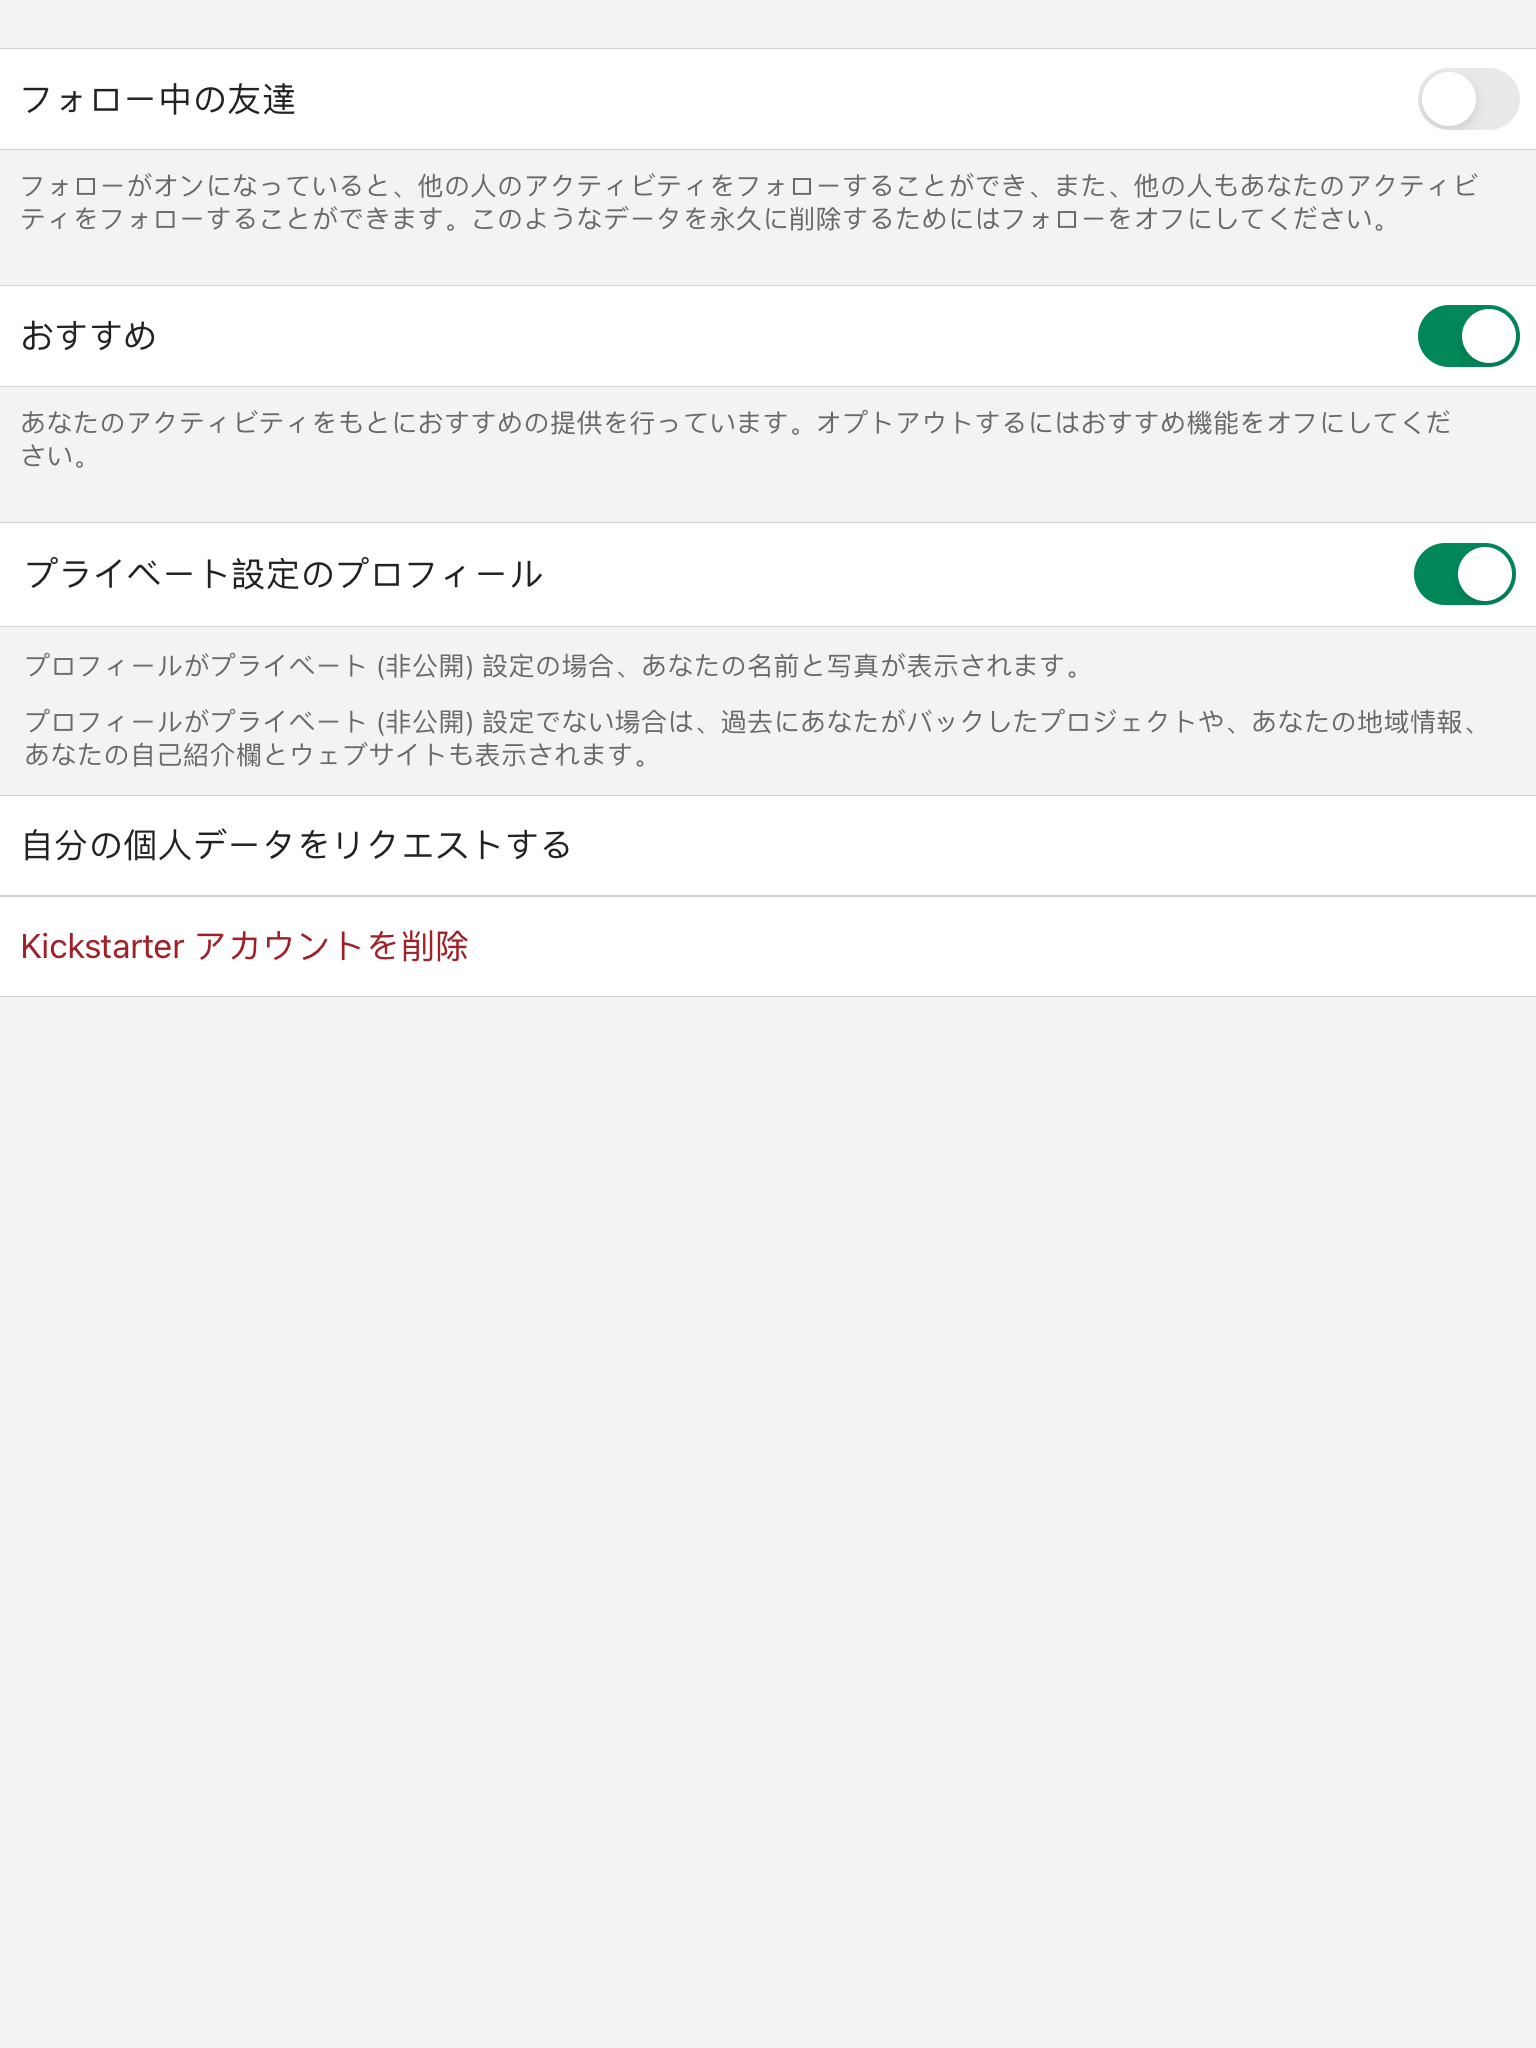 フォロー中の友達
フォローがオンになっていると、他の人のアクティビティをフォローすることができ、また、他の人もあなたのアクティビ
ティをフォローすることができます。このようなデータを永久に削除するためにはフォローをオフにしてください。
おすすめ
あなたのアクティビティをもとにおすすめの提供を行っています。オプトアウトするにはおすすめ機能をオフにしてくだ
さい。
プライベート設定のプロフィール
プロフィールがプライベート (非公開) 設定の場合、あなたの名前と写真が表示されます。
プロフィールがプライベート (非公開) 設定でない場合は、過去にあなたがバックしたプロジェクトや、あなたの地域情報、
あなたの自己紹介欄とウェブサイトも表示されます。
自分の個人データをリクエストする
Kickstarter アカウントを削除